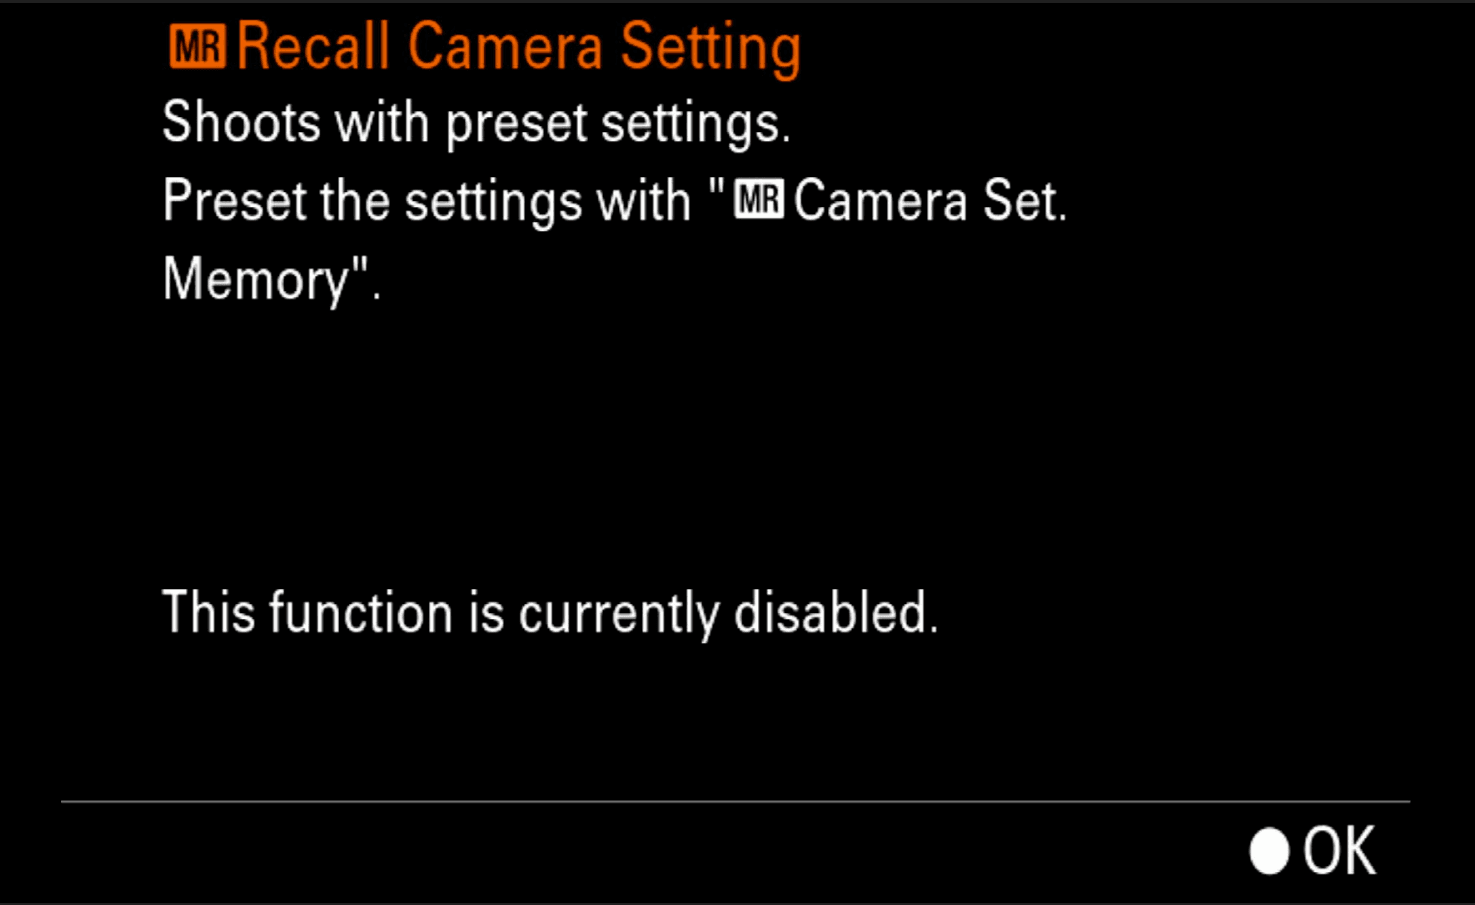 MR Recall Camera Setting
Shoots with preset settings.
Preset the settings with "MR Camera Set.
Memory".
This function is currently disabled.
OK